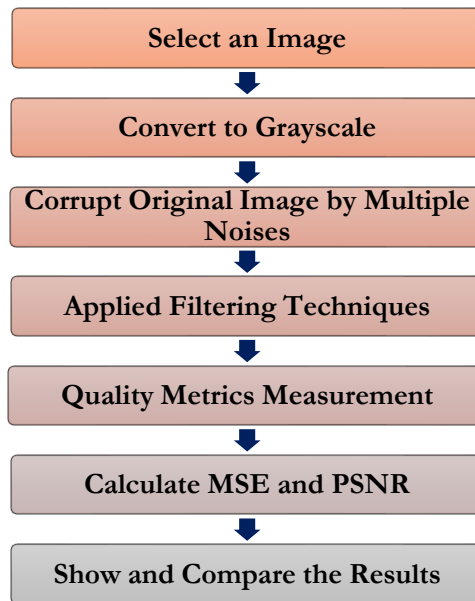 Select an Image
Convert to Grayscale
Corrupt Original Image by Multiple
Noises
Applied Filtering Techniques
Quality Metrics Measurement
Calculate MSE and PSNR
Show and Compare the Results